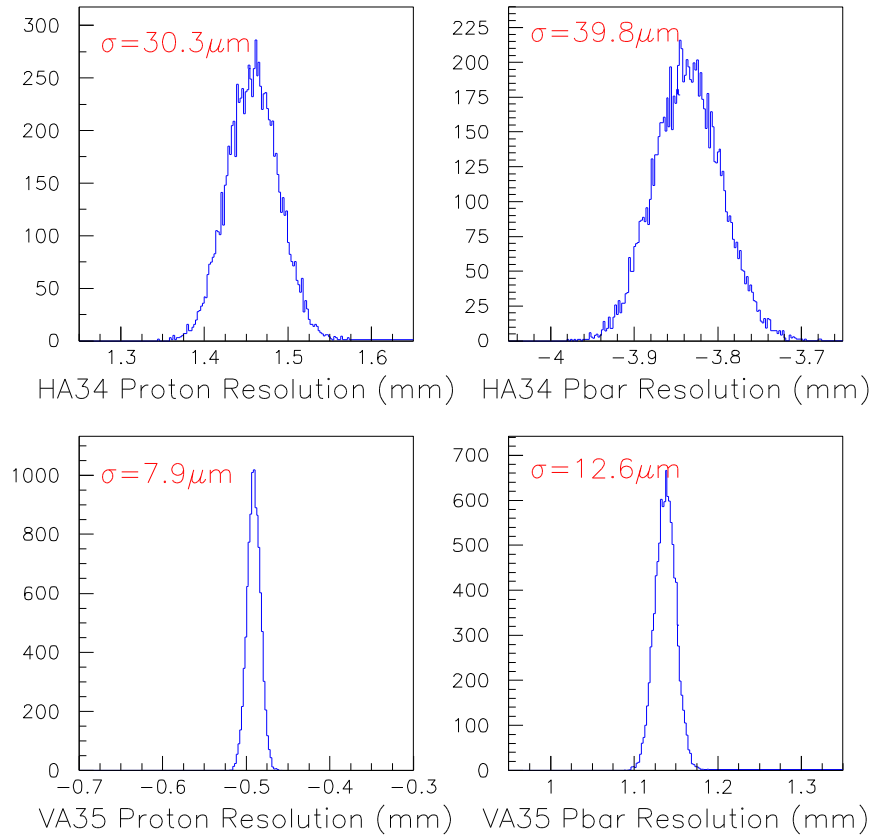 σ=30.3μm
300
250
200
150
100
50
0
1.3 1.4 1.5 1.6
HA34 Proton Resolution (mm)
σ=39.8μm
225
200
175
150
125
100
75
50
25
0
−4 −3.9 −3.8 −3.7
HA34 Pbar Resolution (mm)
σ=7.9μm
1000
800
600
400
200
0
−0.7 −0.6 −0.5 −0.4 −0.3
VA35 Proton Resolution (mm)
σ=12.6μm
700
600
500
400
300
200
100
0
1 1.1 1.2 1.3
VA35 Pbar Resolution (mm)